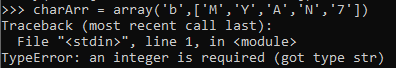 >>> charArr = array('b',['M','Y','A','N','7'])
Traceback (most recent call last):
  File "<stdin>", line 1, in <module>
TypeError: an integer is required (got type str)